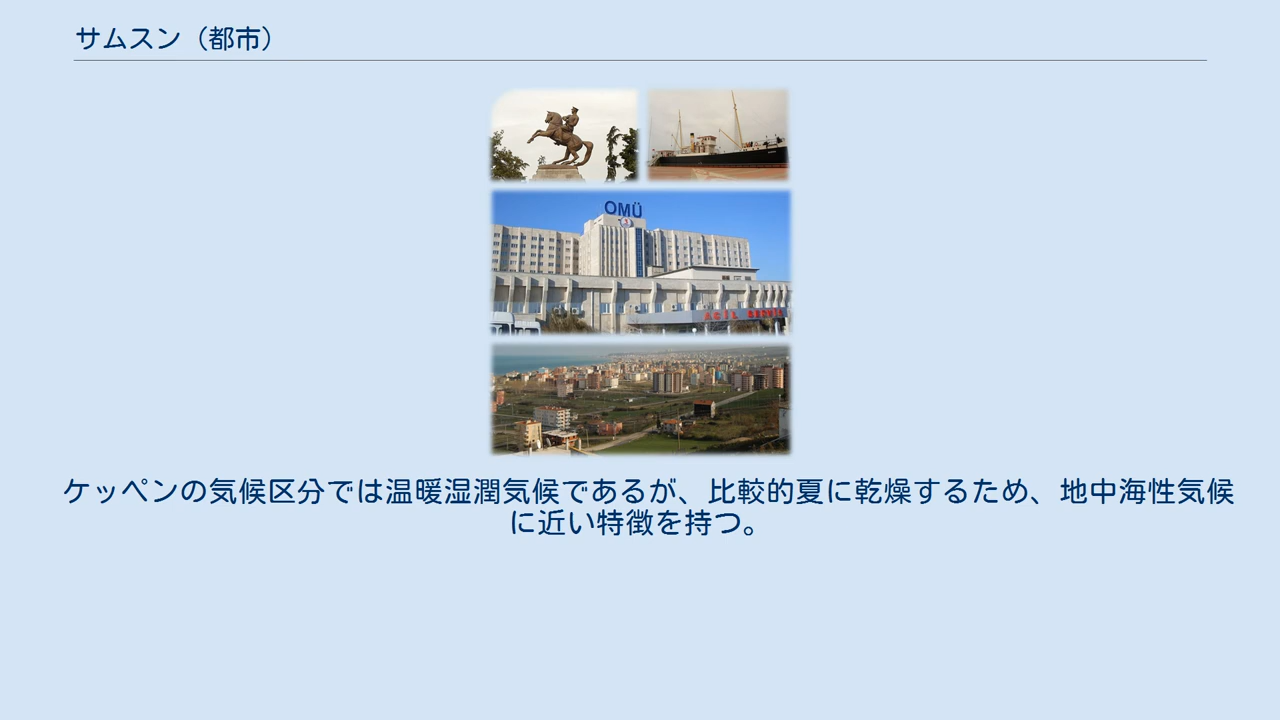 サムスン（都市）
OMÜ
ACİL SERVİS
ケッペンの気候区分では温暖湿潤気候であるが、比較的夏に乾燥するため、地中海性気候
に近い特徴を持つ。